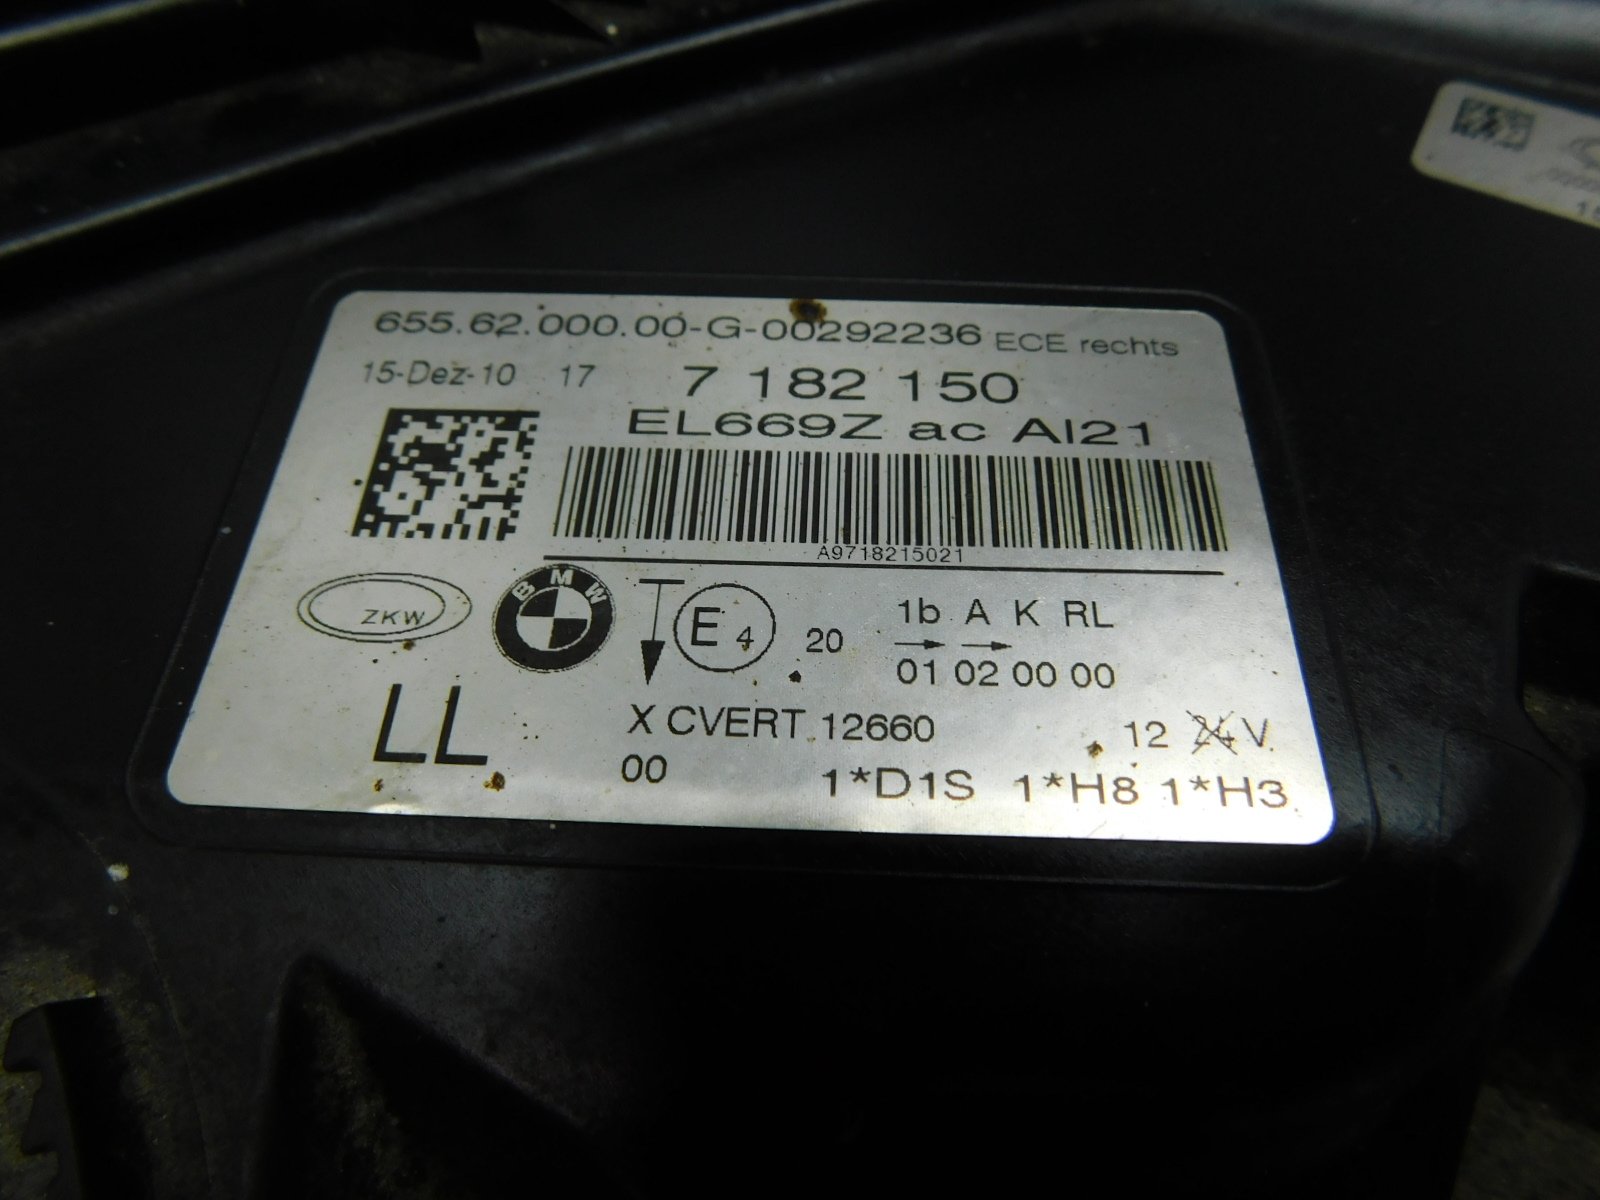 655.62.000.00-G-00292236 ECE rechts
15-Dez-10 17 7 182 150
EL669Z ac AI21
A9718215021
ZKW
BMW
E 4
20
1b A K RL
01 02 00 00
LL
X CVERT 12660
12 24 V
00
1*D1S 1*H8 1*H3